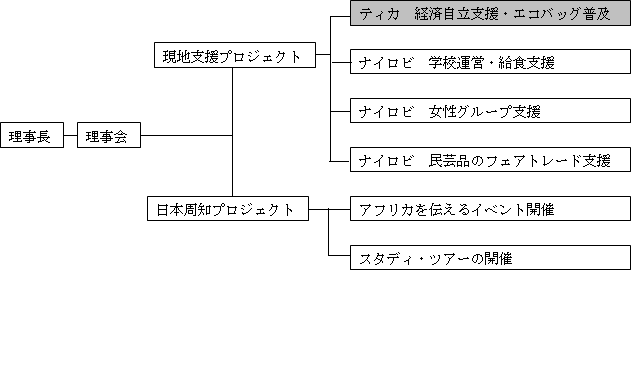 ティカ 経済自立支援・エコバッグ普及
現地支援プロジェクト
ナイロビ 学校運営・給食支援
ナイロビ 女性グループ支援
理事長
理事会
ナイロビ 民芸品のフェアトレード支援
日本周知プロジェクト
アフリカを伝えるイベント開催
スタディ・ツアーの開催